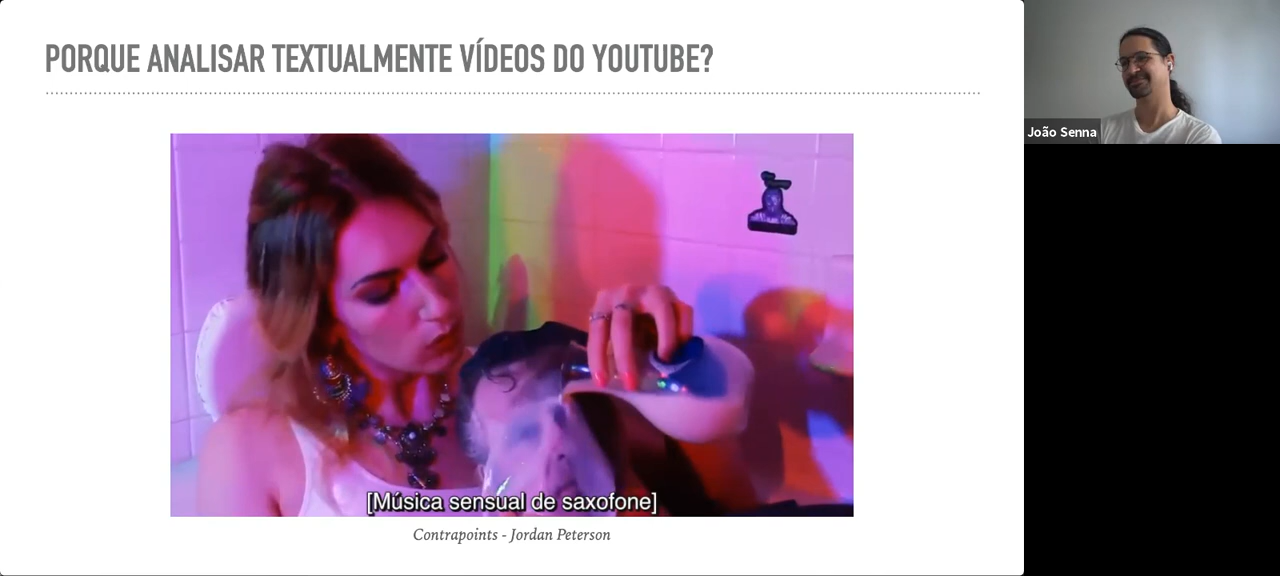 PORQUE ANALISAR TEXTUALMENTE VÍDEOS DO YOUTUBE?
João Senna
[Música sensual de saxofone]
Contrapoints - Jordan Peterson